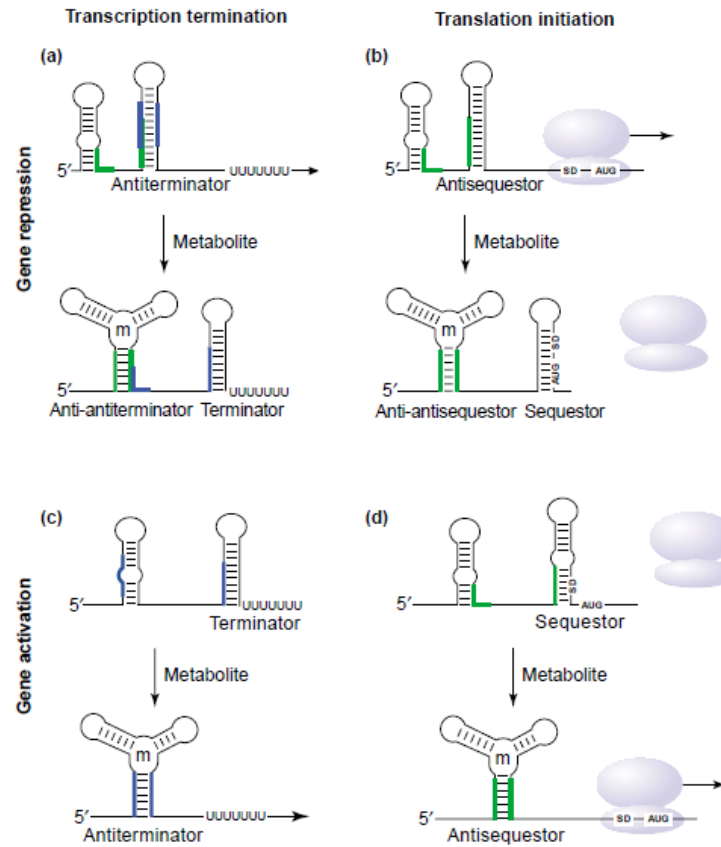 Transcription termination
Translation initiation
Gene repression
(a)
5′
UUUUUUU
Antiterminator
Metabolite
m
5′
UUUUUUU
Anti-antiterminator
Terminator
(b)
5′
SD
AUG
Antisequestor
Metabolite
m
SD
AUG
5′
Anti-antisequestor
Sequestor
Gene activation
(c)
5′
UUUUUUU
Terminator
Metabolite
m
5′
UUUUUUU
Antiterminator
(d)
SD
5′
AUG
Sequestor
Metabolite
m
5′
SD
AUG
Antisequestor